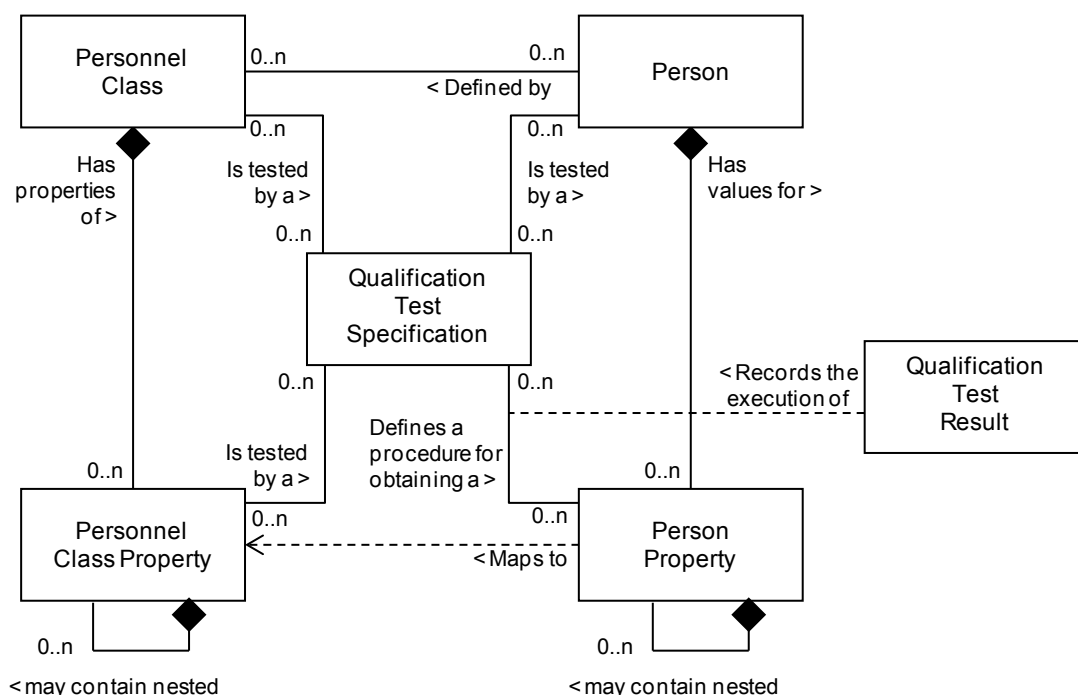 Personnel
Class
0..n
0..n
< Defined by
Person
0..n
0..n
Has
properties
of >
Is tested
by a >
Is tested
by a >
Has
values for >
0..n
0..n
Qualification
Test
Specification
0..n
0..n
< Records the
execution of
Qualification
Test
Result
Is tested
by a >
Defines a
procedure for
obtaining a >
0..n
0..n
Personnel
Class Property
0..n
0..n
< Maps to
Person
Property
0..n
0..n
< may contain nested
< may contain nested